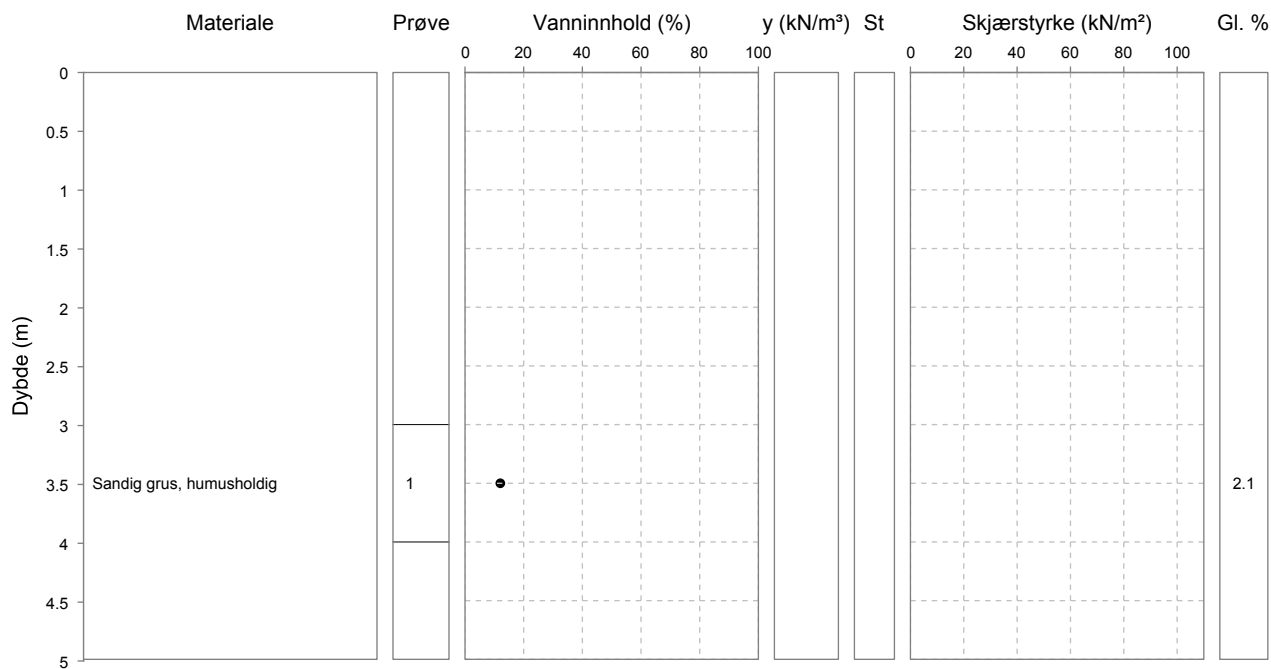 Materiale Prøve Vanninnhold (%) y (kN/m³) St Skjærstyrke (kN/m²) Gl. %
0 20 40 60 80 100 0 20 40 60 80 100
Dybde (m)
0
0.5
1
1.5
2
2.5
3
3.5 Sandig grus, humusholdig 1 2.1
4
4.5
5